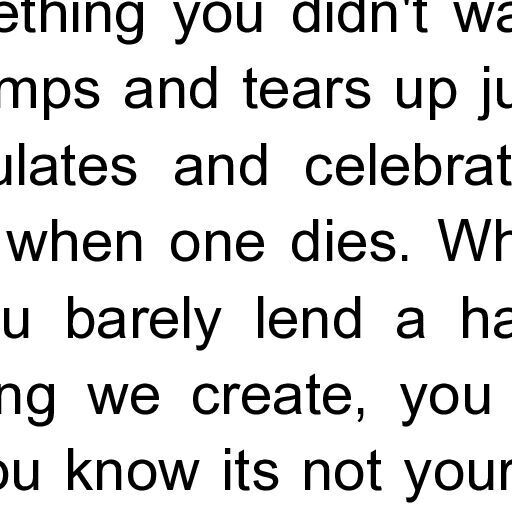 ething you didn't wa
mps and tears up ju
ulates and celebrat
when one dies. Wh
u barely lend a ha
ng we create, you
ou know its not your